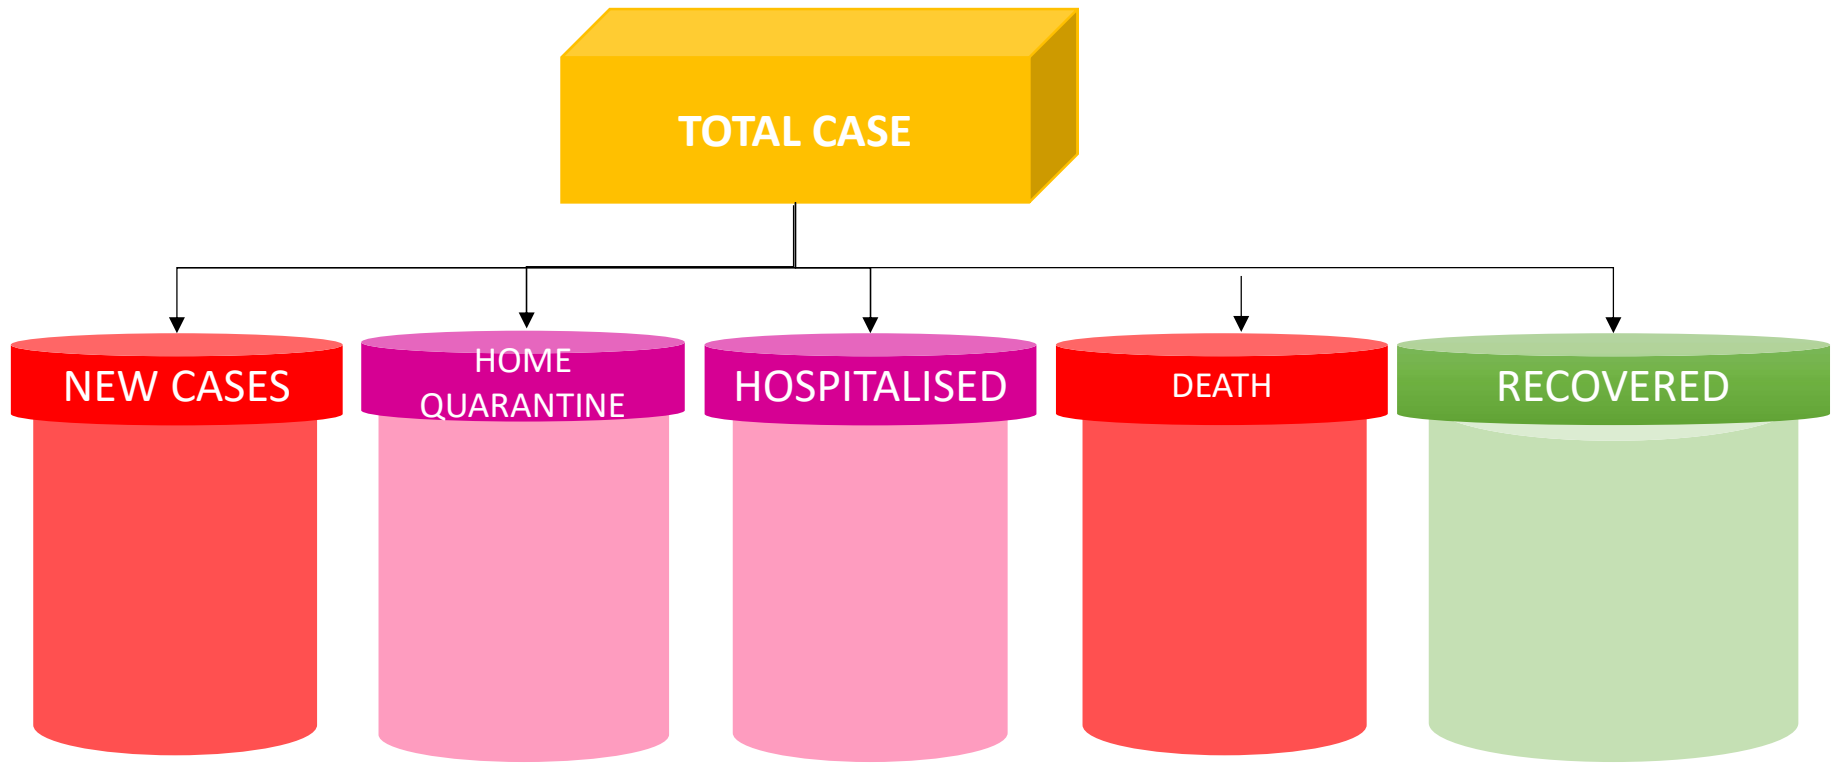 TOTAL CASE
NEW CASES
HOME
QUARANTINE
HOSPITALISED
DEATH
RECOVERED